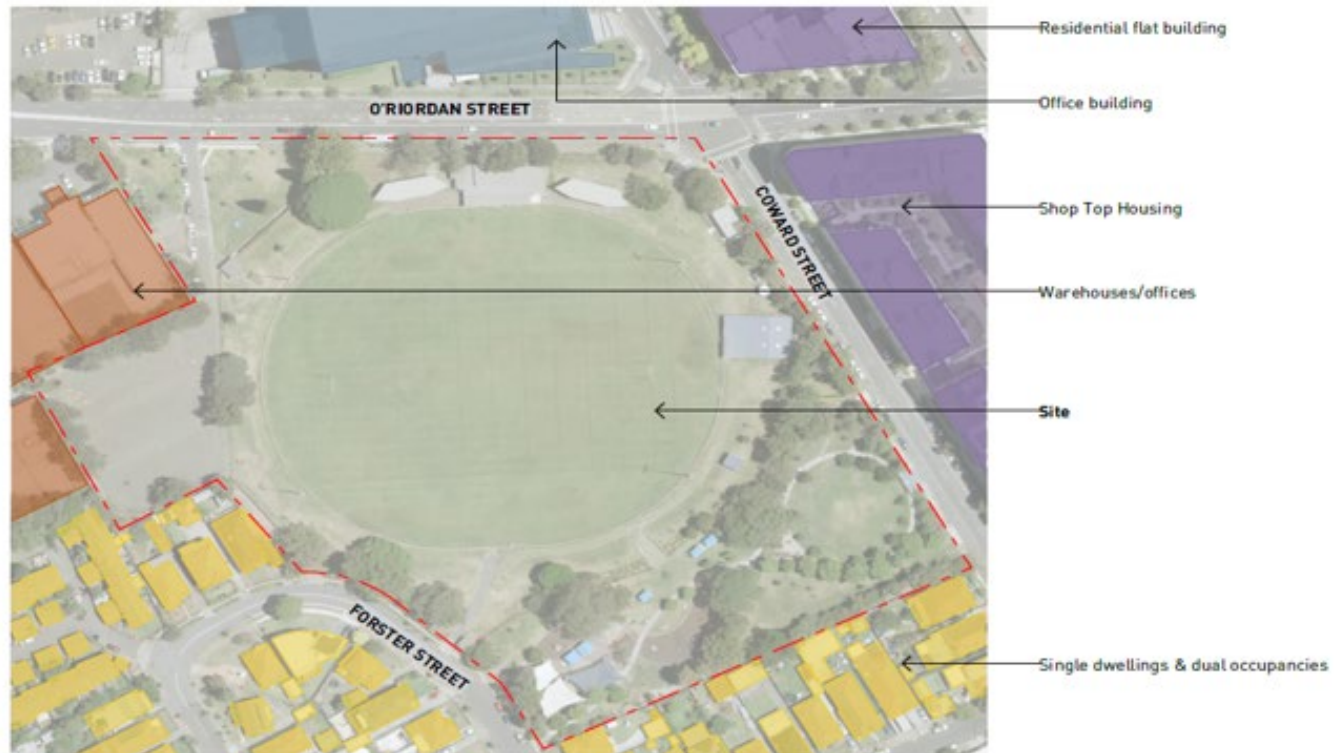 Residential flat building
O'RIORDAN STREET
Office building
COWARD STREET
Shop Top Housing
Warehouses/offices
Site
FORSTER STREET
Single dwellings & dual occupancies